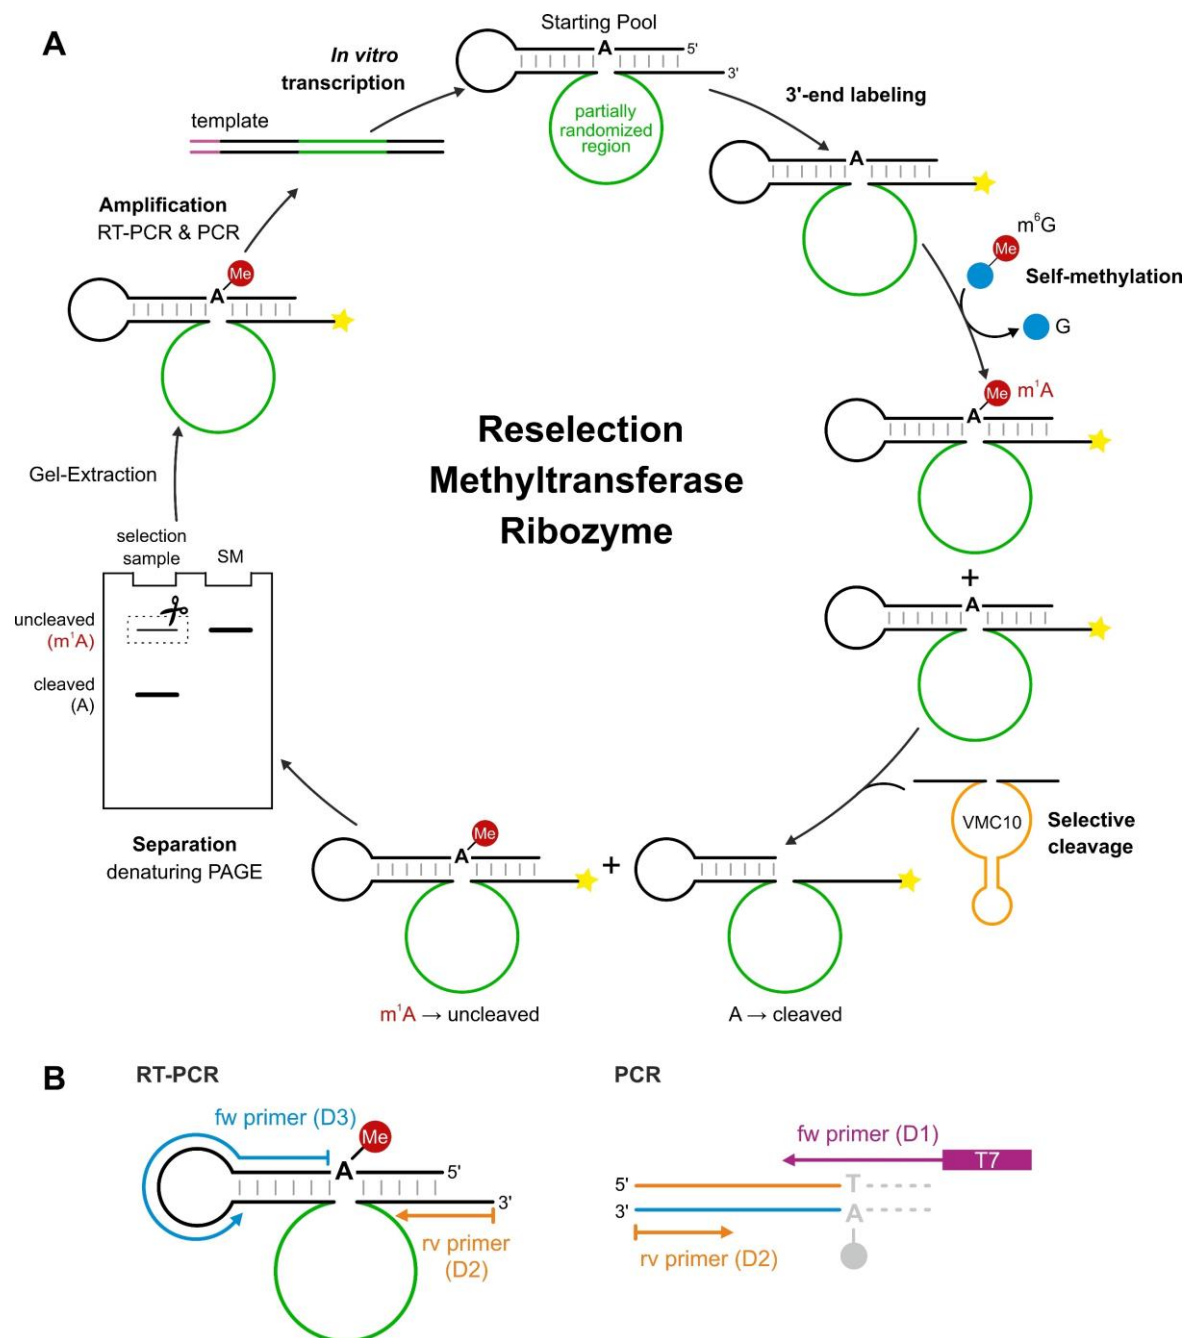 A
Starting Pool
A
5'
3'
partially
randomized
region
In vitro
transcription
template
3'-end labeling
A
m⁶G
Me
Self-methylation
G
Amplification
RT-PCR & PCR
Me
A
Me
m¹A
A
Reselection
Methyltransferase
Ribozyme
Gel-Extraction
selection
sample
SM
uncleaved
(m¹A)
cleaved
(A)
+
A
VMC10
Selective
cleavage
Separation
denaturing PAGE
Me
A
+
m¹A → uncleaved
A → cleaved
B
RT-PCR
fw primer (D3)
Me
A
5'
3'
rv primer
(D2)
PCR
fw primer (D1)
T7
5'
T
3'
A
rv primer (D2)